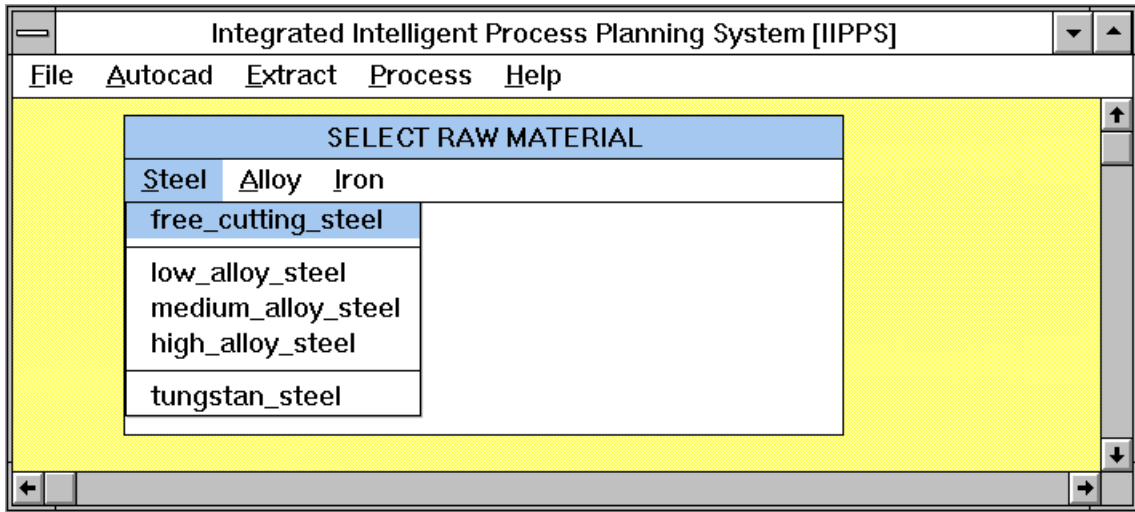 Integrated Intelligent Process Planning System [IIPPS]
File Autocad Extract Process Help
SELECT RAW MATERIAL
Steel Alloy Iron
free_cutting_steel
low_alloy_steel
medium_alloy_steel
high_alloy_steel
tungstan_steel